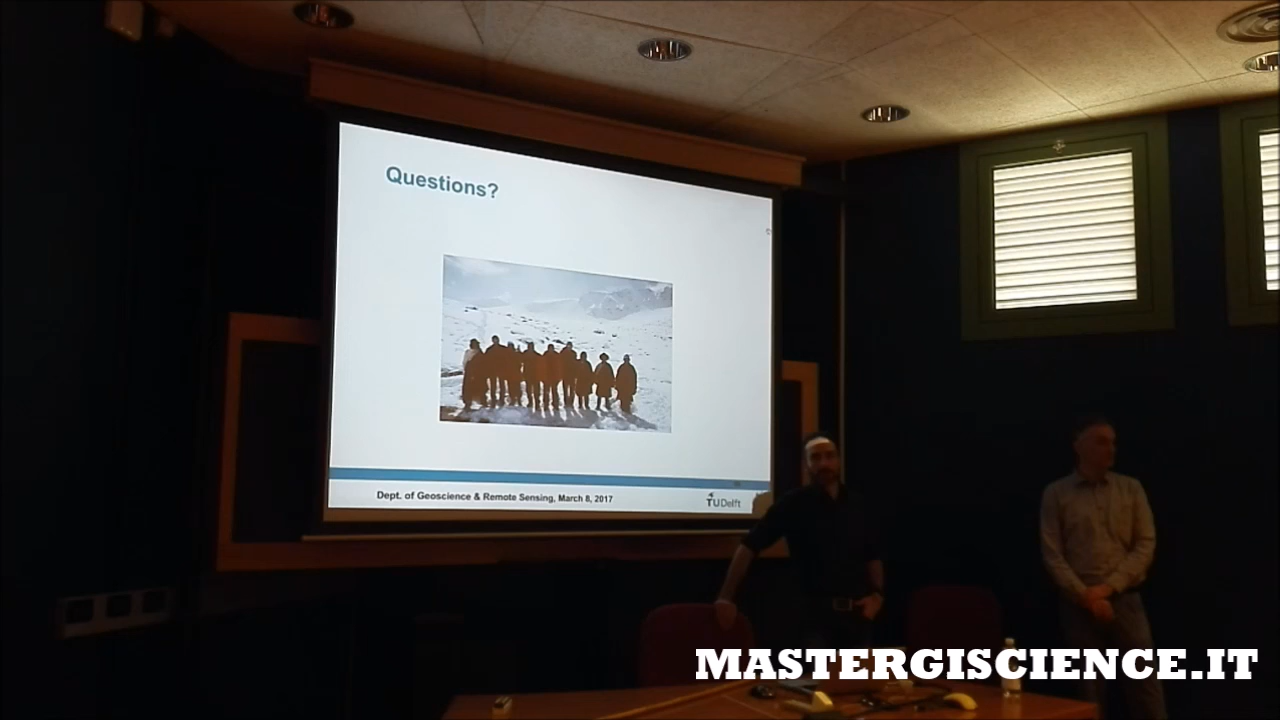 Questions?
Dept. of Geoscience & Remote Sensing, March 8, 2017
TUDelft
MASTERGISCIENCE.IT